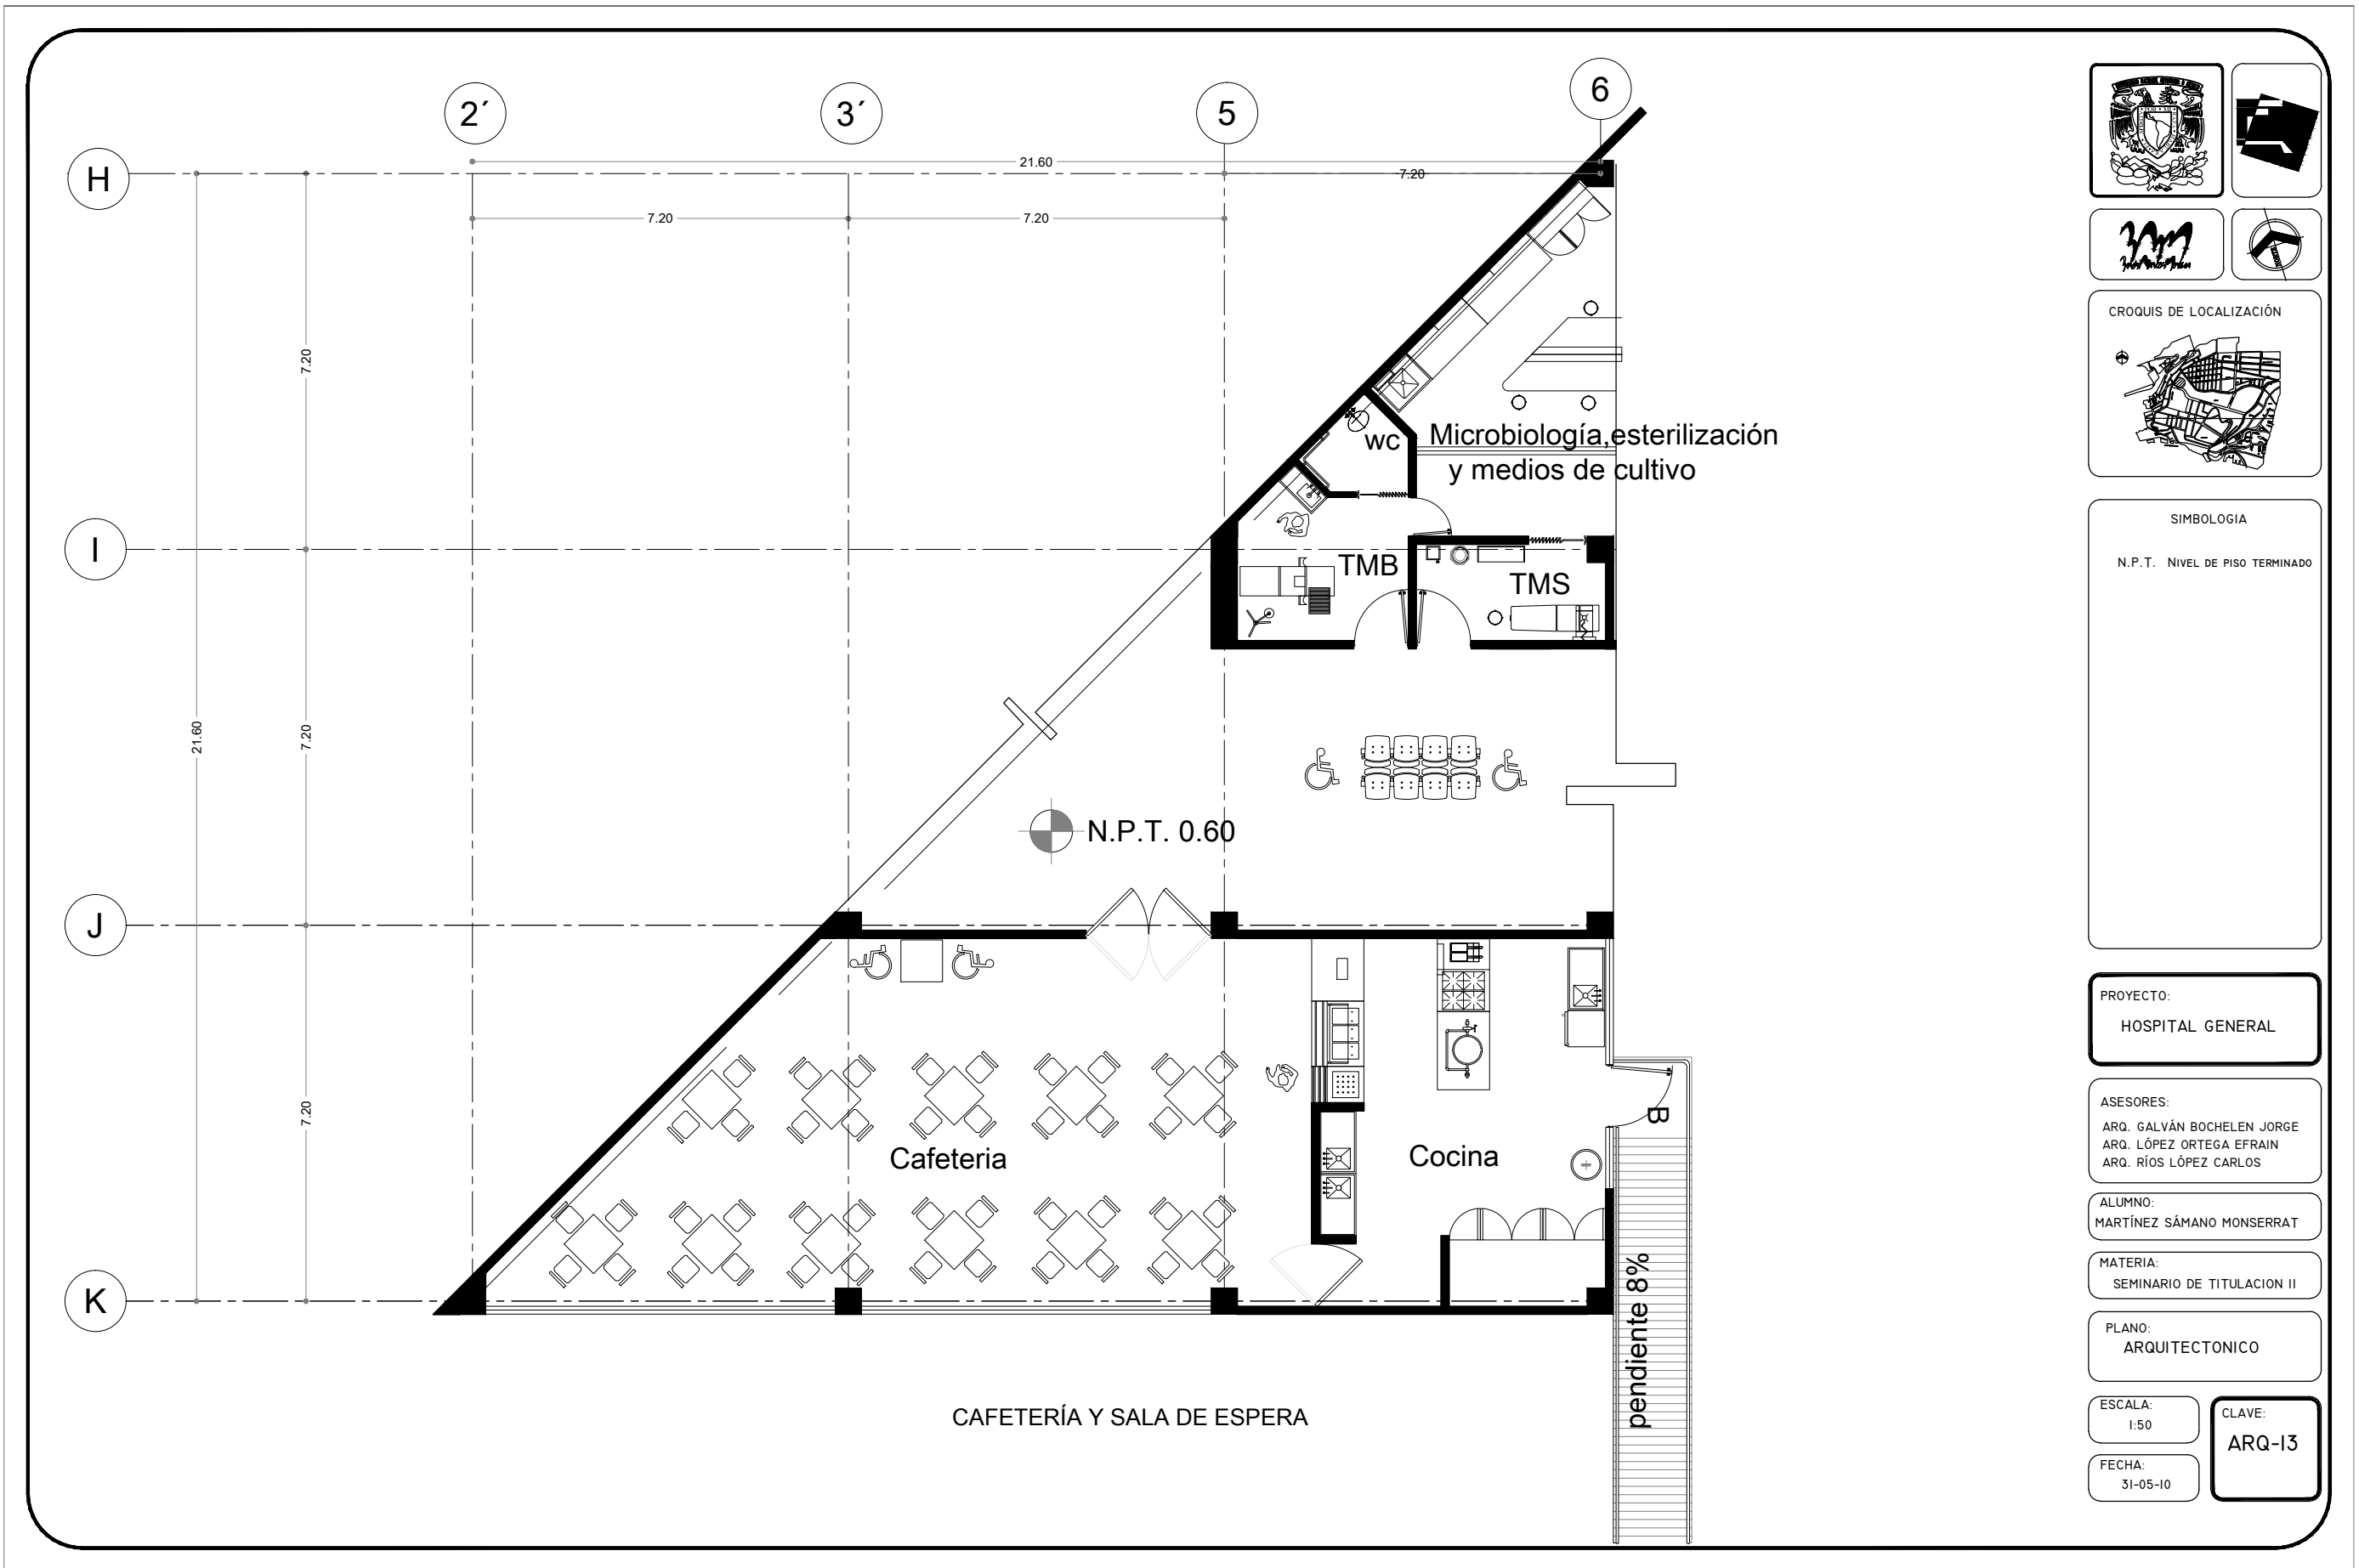 2´
3´
5
6
H
21.60
7.20
7.20
7.20
7.20
wc
Microbiología,esterilización
y medios de cultivo
I
TMB
TMS
21.60
7.20
N.P.T. 0.60
J
7.20
Cafeteria
Cocina
B
K
pendiente 8%
CAFETERÍA Y SALA DE ESPERA
CROQUIS DE LOCALIZACIÓN
SIMBOLOGIA
N.P.T. NIVEL DE PISO TERMINADO
PROYECTO:
HOSPITAL GENERAL
ASESORES:
ARQ. GALVÁN BOCHELEN JORGE
ARQ. LÓPEZ ORTEGA EFRAIN
ARQ. RÍOS LÓPEZ CARLOS
ALUMNO:
MARTÍNEZ SÁMANO MONSERRAT
MATERIA:
SEMINARIO DE TITULACION II
PLANO:
ARQUITECTONICO
ESCALA:
1:50
CLAVE:
ARQ-13
FECHA:
31-05-10